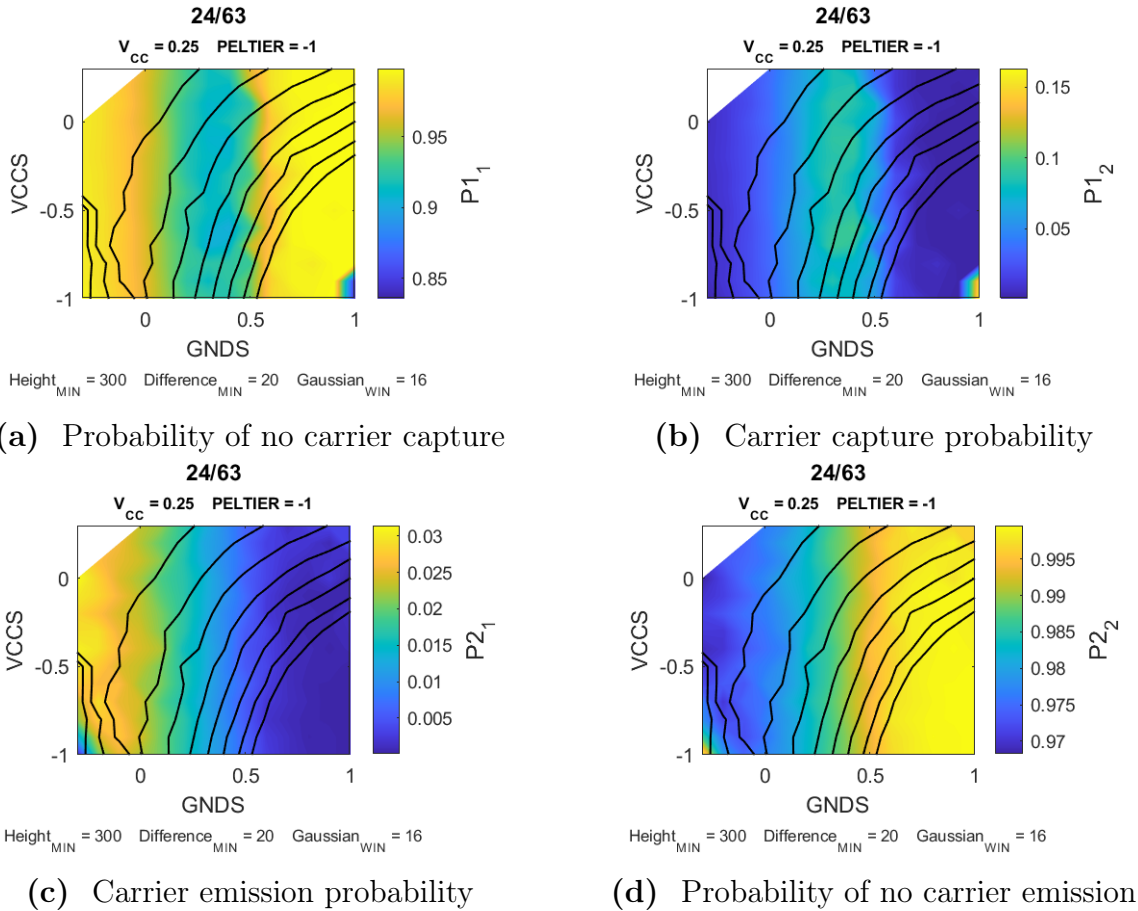 24/63
V_CC = 0.25 PELTIER = -1
0
-0.5
-1
VCCS
0 0.5 1
GNDS
0.95
0.9
0.85
P1_1
Height_MIN = 300 Difference_MIN = 20 Gaussian_WIN = 16
(a) Probability of no carrier capture
24/63
V_CC = 0.25 PELTIER = -1
0
-0.5
-1
VCCS
0 0.5 1
GNDS
0.15
0.1
0.05
P1_2
Height_MIN = 300 Difference_MIN = 20 Gaussian_WIN = 16
(b) Carrier capture probability
24/63
V_CC = 0.25 PELTIER = -1
0
-0.5
-1
VCCS
0 1
GNDS
0.03
0.025
0.02
0.015
0.01
0.005
P2_1
Height_MIN = 300 Difference_MIN = 20 Gaussian_WIN = 16
(c) Carrier emission probability
24/63
V_CC = 0.25 PELTIER = -1
0
-0.5
-1
VCCS
0 0.5 1
GNDS
0.995
0.99
0.985
0.98
0.975
0.97
P2_2
Height_MIN = 300 Difference_MIN = 20 Gaussian_WIN = 16
(d) Probability of no carrier emission